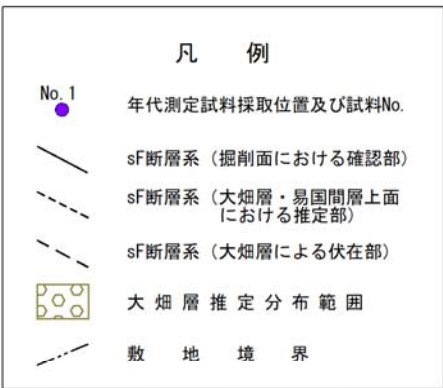 凡 例
No. 1
年代測定試料採取位置及び試料No.
sF断層系（掘削面における確認部）
sF断層系（大畑層・易国間層上面
における推定部）
sF断層系（大畑層による伏在部）
大畑層推定分布範囲
敷地境界